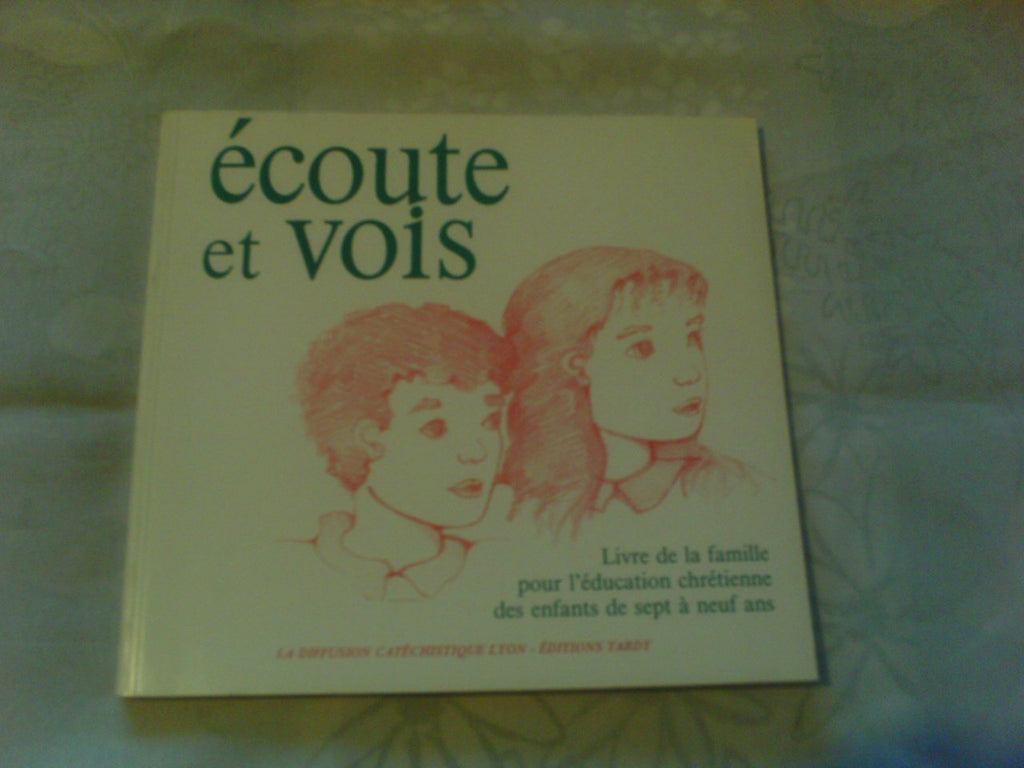 écoute
et vois
Livre de la famille
pour l'éducation chrétienne
des enfants de sept à neuf ans
LA DIFFUSION CATÉCHISTIQUE LYON - ÉDITIONS TARDY